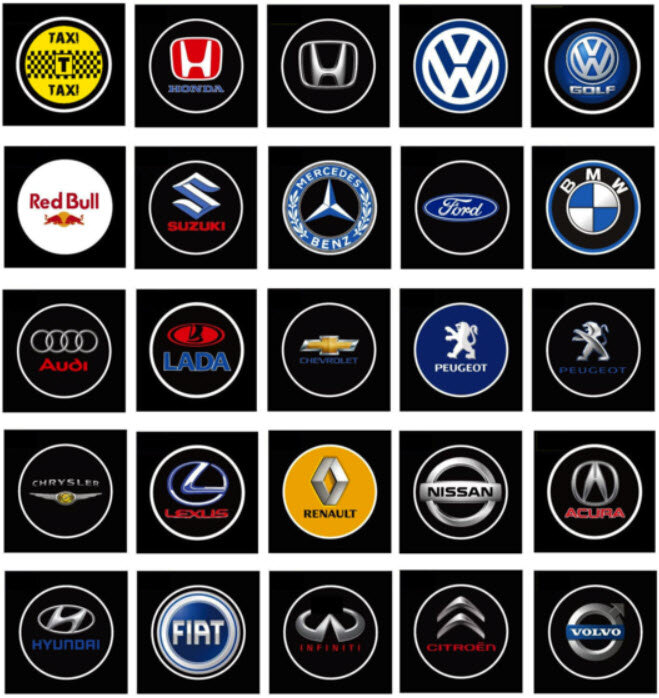 TAXI
T
TAXI
HONDA
GOLF
Red Bull
SUZUKI
MERCEDES
BENZ
Ford
BMW
Audi
LADA
CHEVROLET
PEUGEOT
PEUGEOT
CHRYSLER
LEXUS
RENAULT
NISSAN
ACURA
HYUNDAI
FIAT
INFINITI
CITROËN
VOLVO